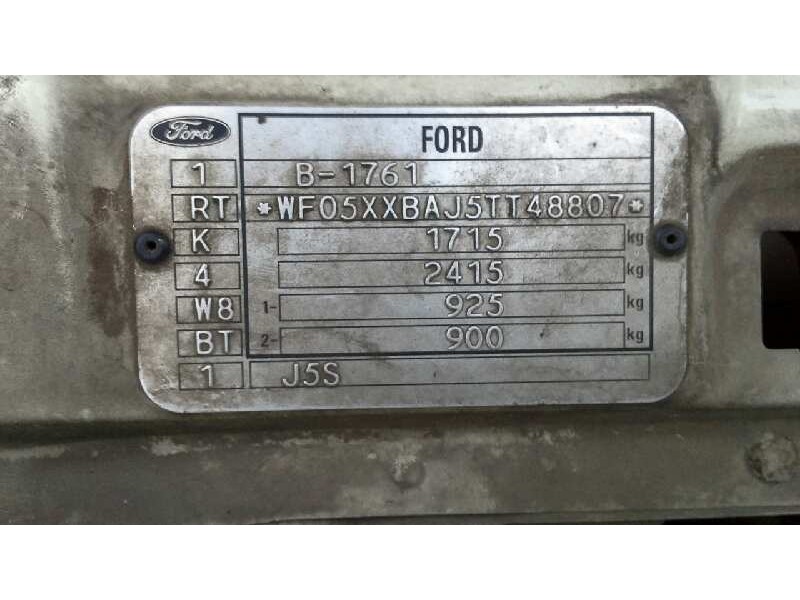 Ford FORD
1 B-1761
RT *WF05XXBAJ5TT48807*
K 1715 kg
4 2415 kg
W8 1- 925 kg
BT 2- 900 kg
1 J5S